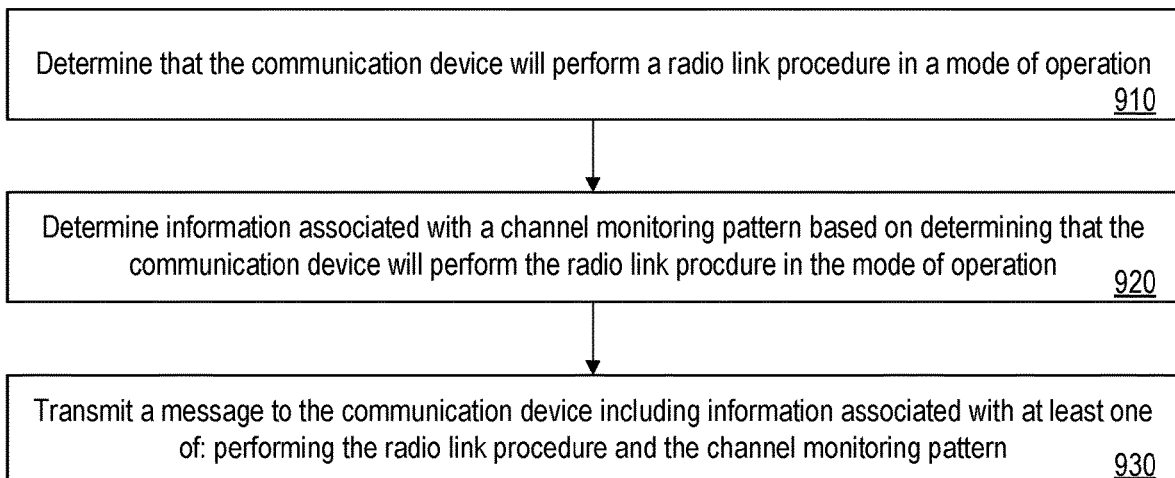 Determine that the communication device will perform a radio link procedure in a mode of operation
910
Determine information associated with a channel monitoring pattern based on determining that the
communication device will perform the radio link procdure in the mode of operation
920
Transmit a message to the communication device including information associated with at least one
of: performing the radio link procedure and the channel monitoring pattern
930